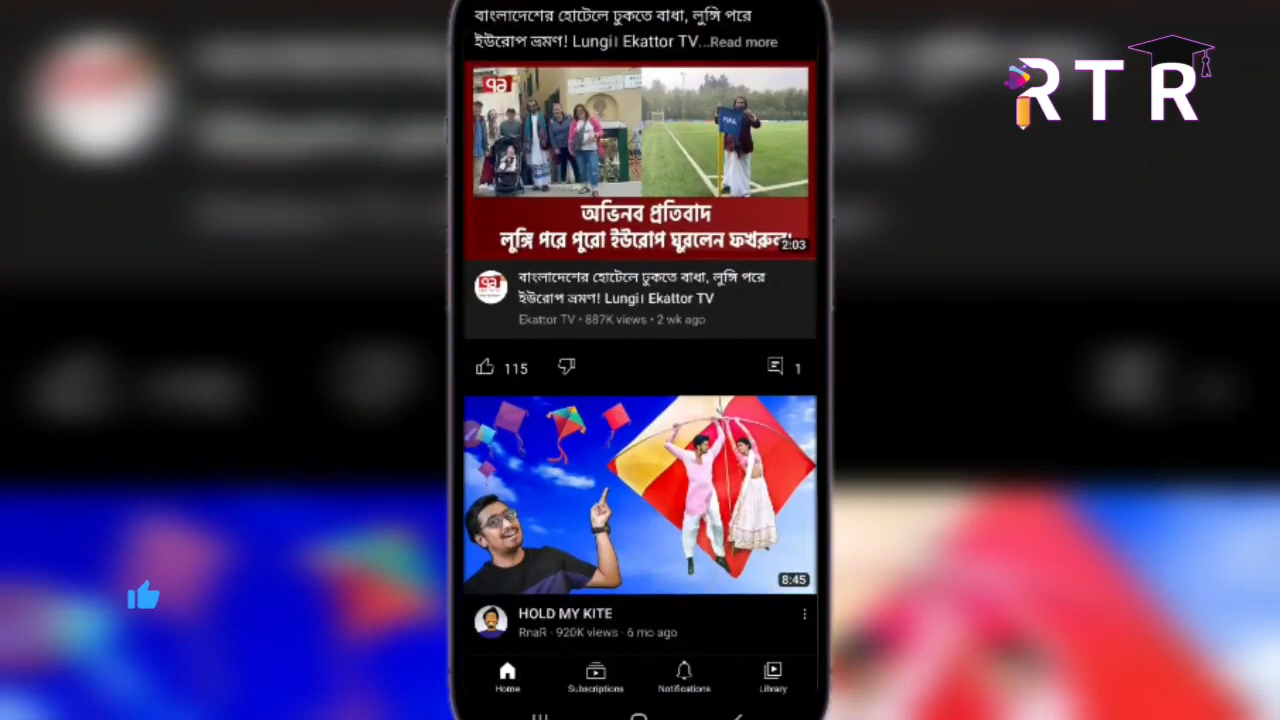 বাংলাদেশের হোটেলে ঢুকতে বাধা, লুঙ্গি পরে
ইউরোপ ভ্রমণ! Lungi। Ekattor TV...Read more
RTR
FIFA
অভিনব প্রতিবাদ
লুঙ্গি পরে পুরো ইউরোপ ঘুরলেন ফখরুল!
2:03
বাংলাদেশের হোটেলে ঢুকতে বাধা, লুঙ্গি পরে
ইউরোপ ভ্রমণ! Lungi। Ekattor TV
Ekattor TV • 887K views • 2 wk ago
115
1
8:45
HOLD MY KITE
RnaR · 920K views · 6 mo ago
Home Subscriptions Notifications Library